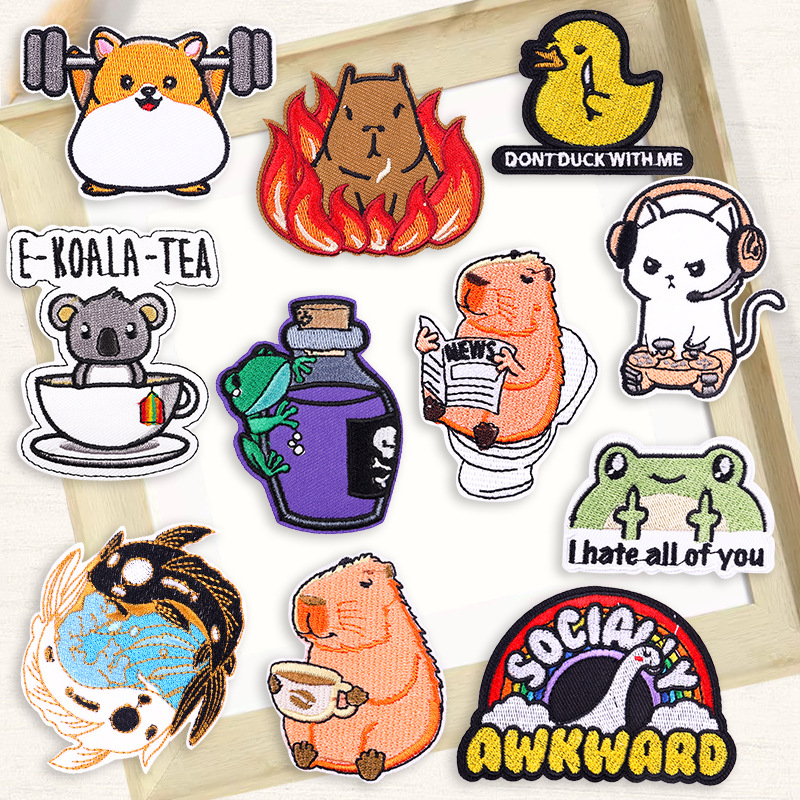 DONT DUCK WITH ME
E-KOALA-TEA
NEWS
I hate all of you
SOCIALLY
AWKWARD